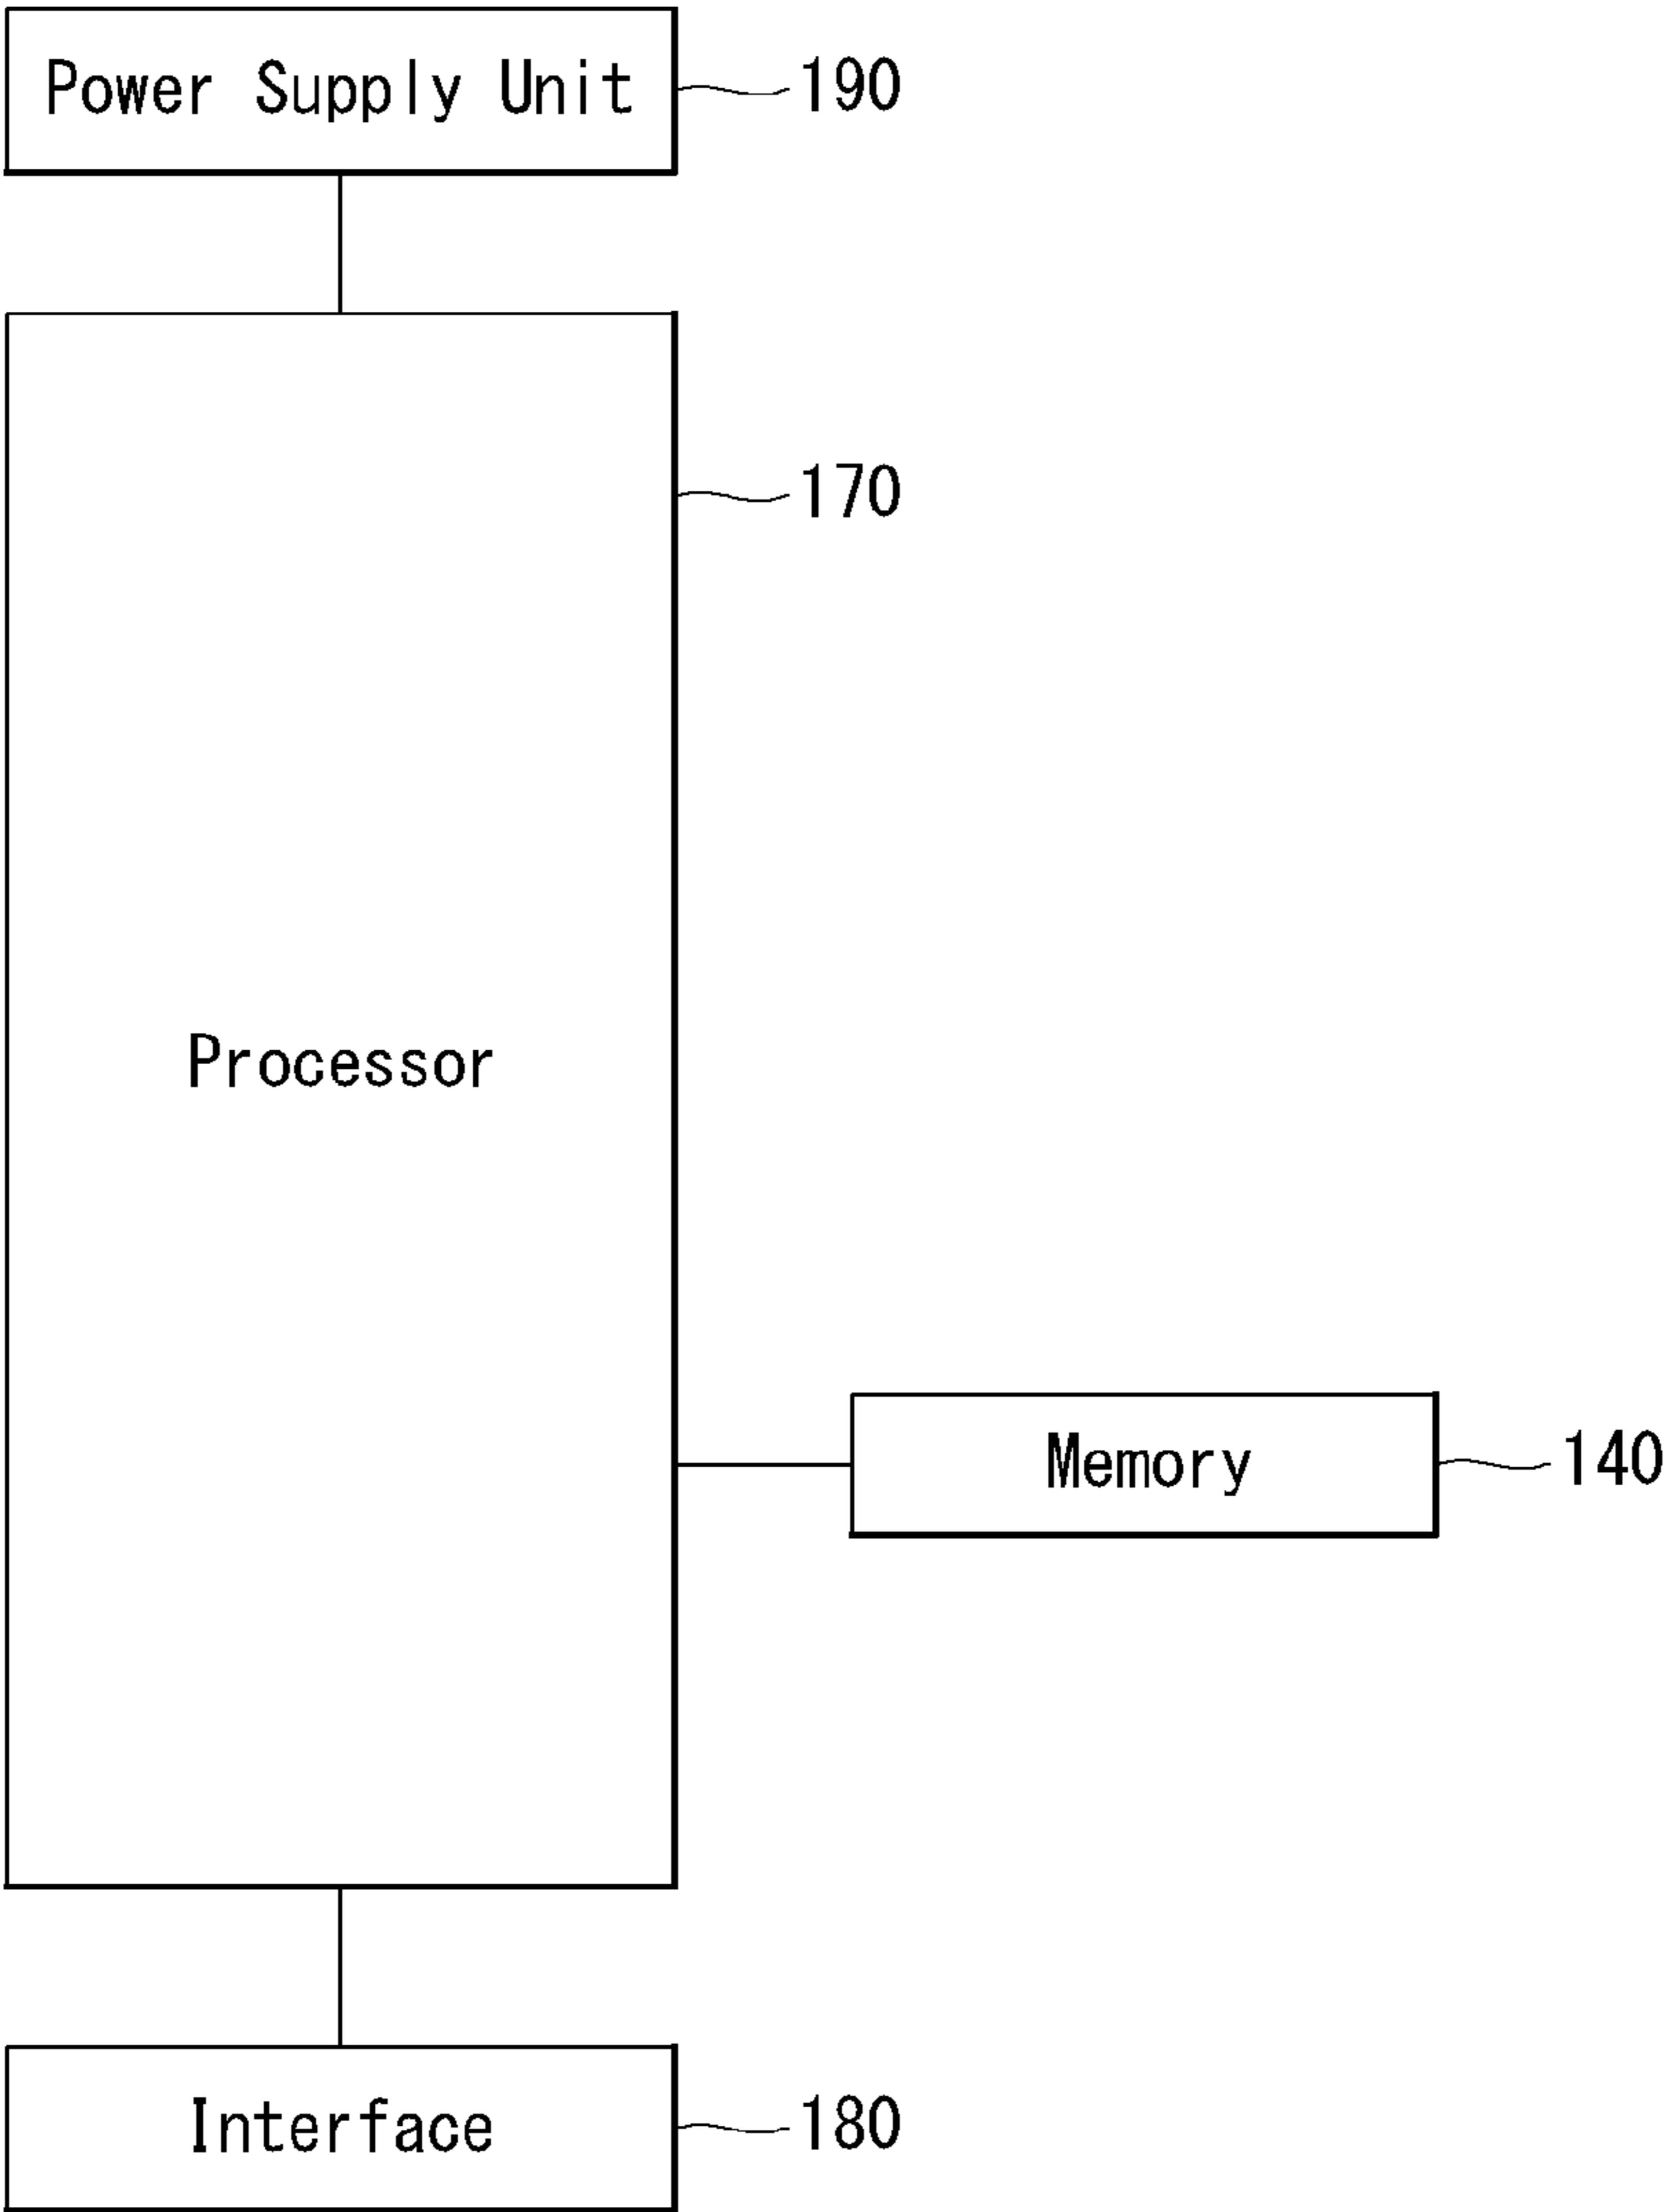 Power Supply Unit 190
170
Processor
Memory 140
Interface 180